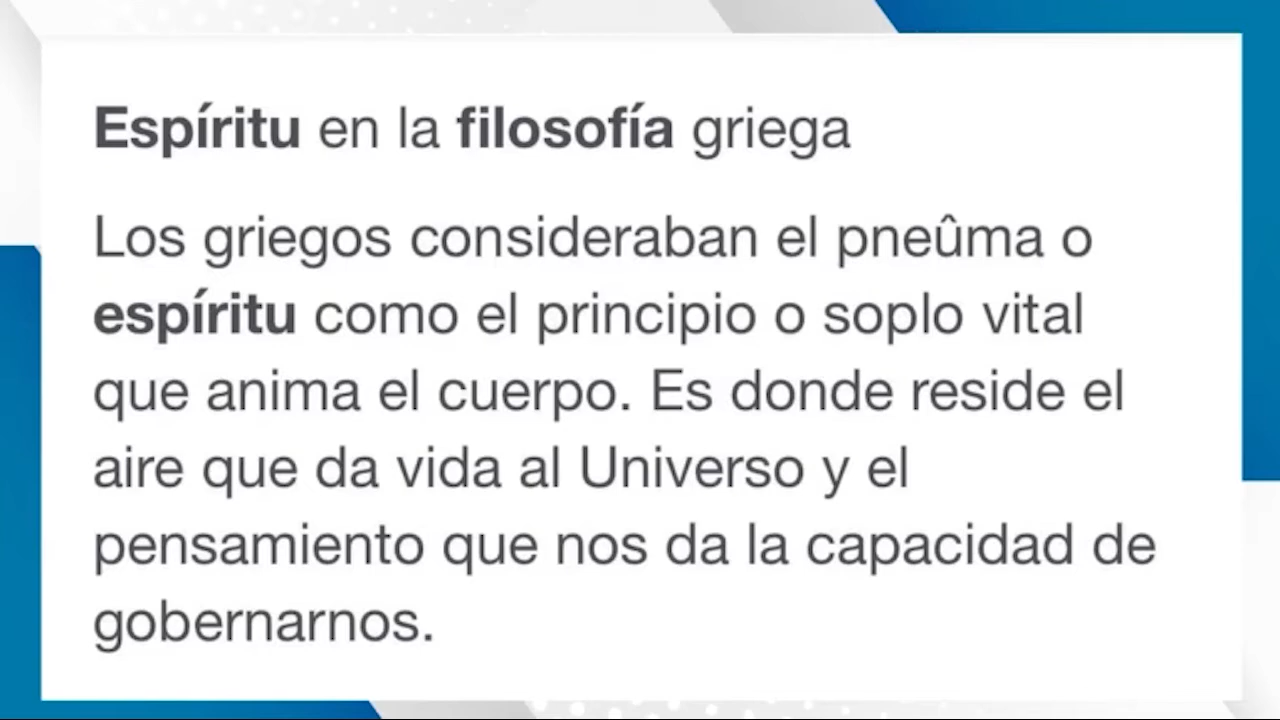 Espíritu en la filosofía griega
Los griegos consideraban el pneûma o
espíritu como el principio o soplo vital
que anima el cuerpo. Es donde reside el
aire que da vida al Universo y el
pensamiento que nos da la capacidad de
gobernarnos.